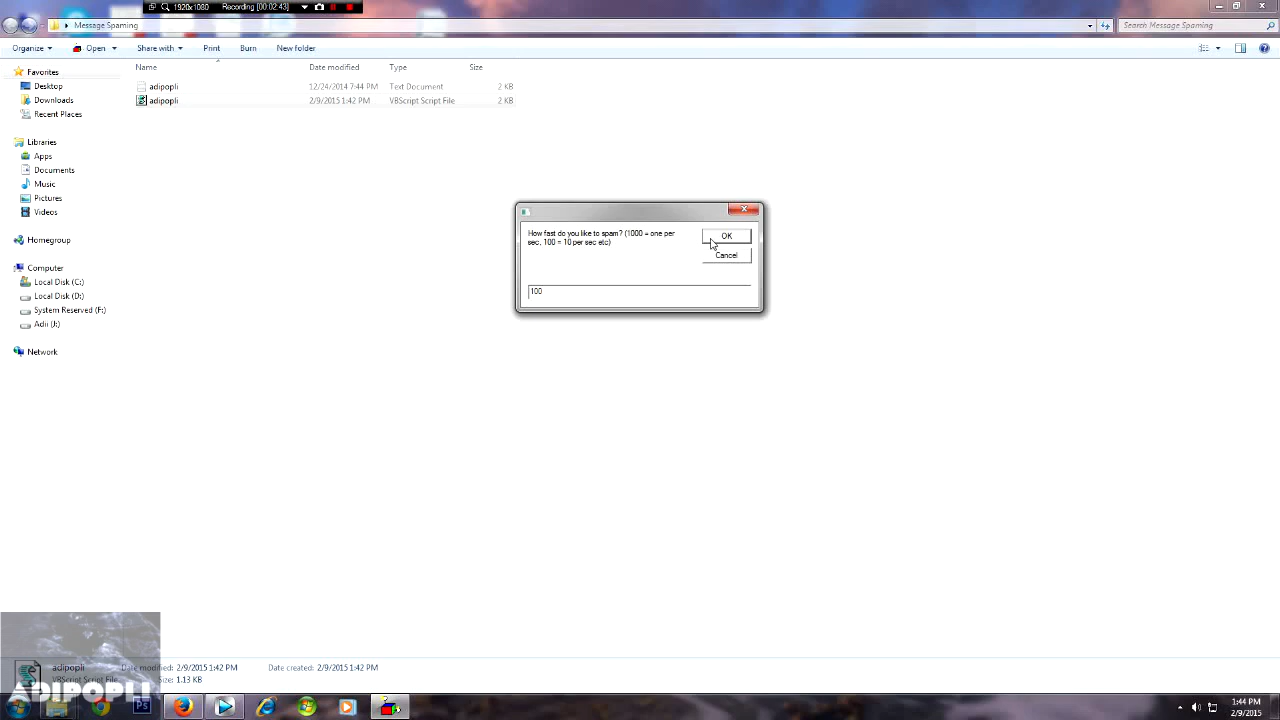 1920x1080 Recording [00:02:43]
Message Spaming
Search Message Spaming
Organize Open Share with Print Burn New folder
Name Date modified Type Size
Favorites
Desktop
Downloads
Recent Places
Libraries
Apps
Documents
Music
Pictures
Videos
Homegroup
Computer
Local Disk (C:)
Local Disk (D:)
System Reserved (F:)
Adii (J:)
Network
adipopli 12/24/2014 7:44 PM Text Document 2 KB
adipopli 2/9/2015 1:42 PM VBScript Script File 2 KB
How fast do you like to spam? (1000 = one per
sec, 100 = 10 per sec etc)
OK
Cancel
100
adipopli Date modified: 2/9/2015 1:42 PM Date created: 2/9/2015 1:42 PM
VBScript Script File Size: 1.13 KB
ADIPOPLI
Ps
1:44 PM
2/9/2015